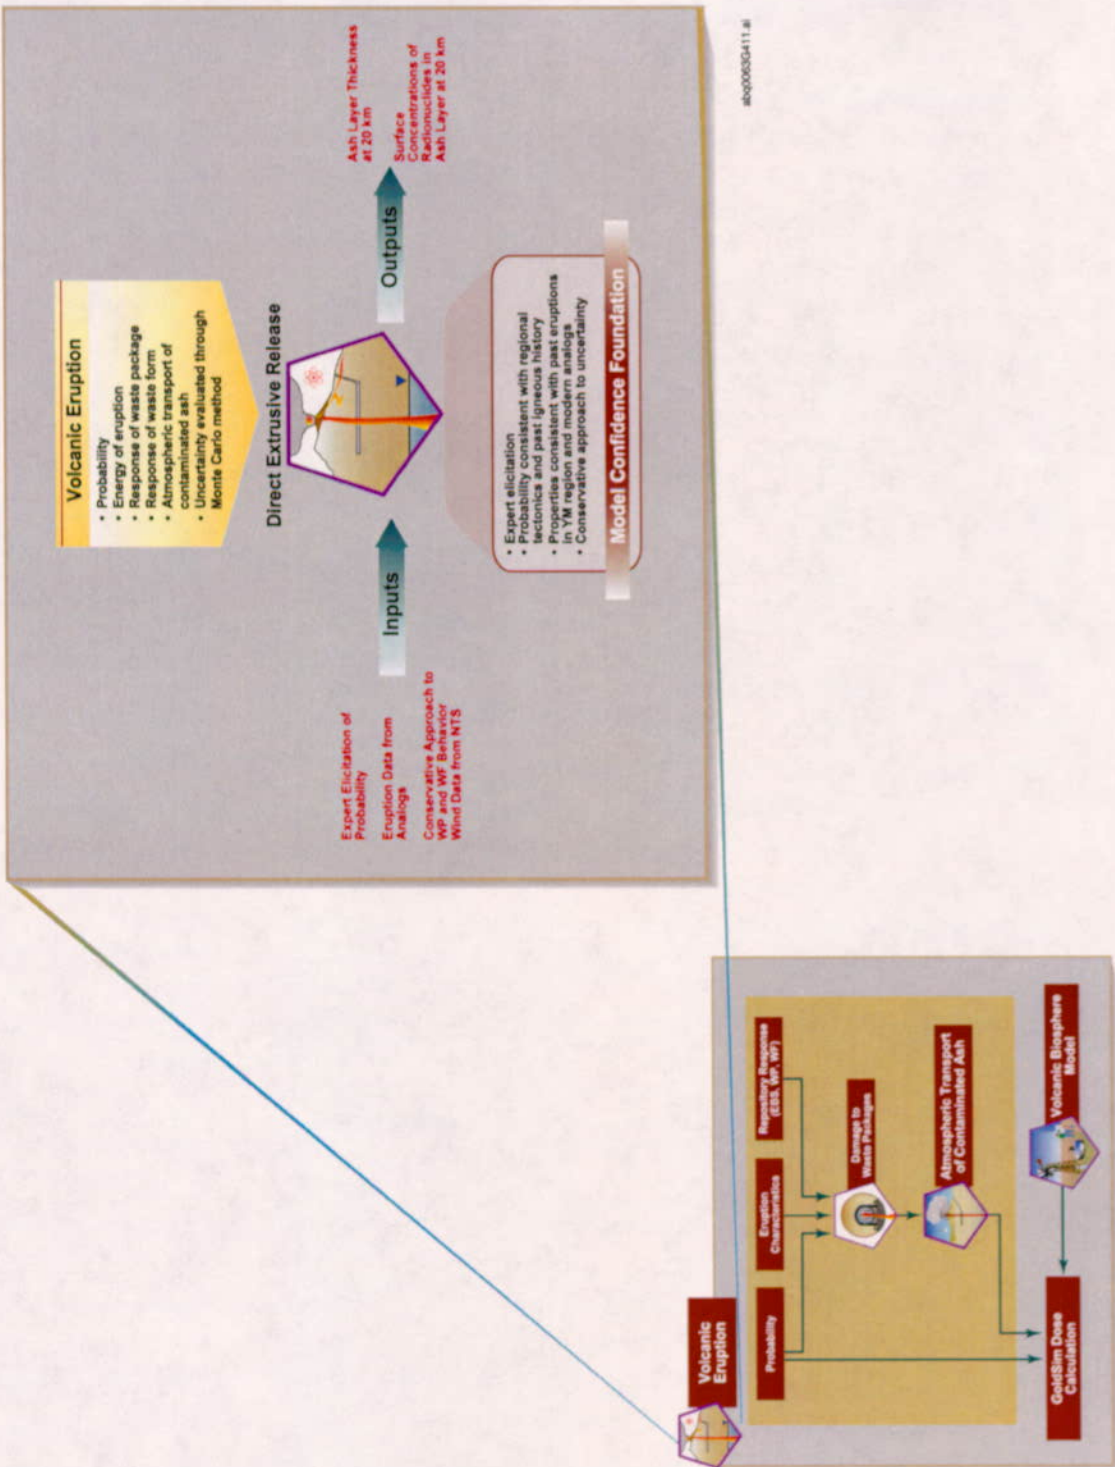 Volcanic Eruption
• Probability
• Energy of eruption
• Response of waste package
• Response of waste form
• Atmospheric transport of
contaminated ash
• Uncertainty evaluated through
Monte Carlo method
Direct Extrusive Release
Expert Elicitation of
Probability
Eruption Data from
Analogs
Conservative Approach to
WP and WF Behavior
Wind Data from NTS
Inputs
Outputs
Ash Layer Thickness
at 20 km
Surface
Concentrations of
Radionuclides in
Ash Layer at 20 km
• Expert elicitation
• Probability consistent with regional
tectonics and past igneous history
• Properties consistent with past eruptions
in YM region and modern analogs
• Conservative approach to uncertainty
Model Confidence Foundation
Volcanic
Eruption
Probability
Eruption
Characteristics
Repository Response
(EBS, WP, WF)
Damage to
Waste Packages
Atmospheric Transport
of Contaminated Ash
GoldSim Dose
Calculation
Volcanic Biosphere
Model
abq0063G411.ai